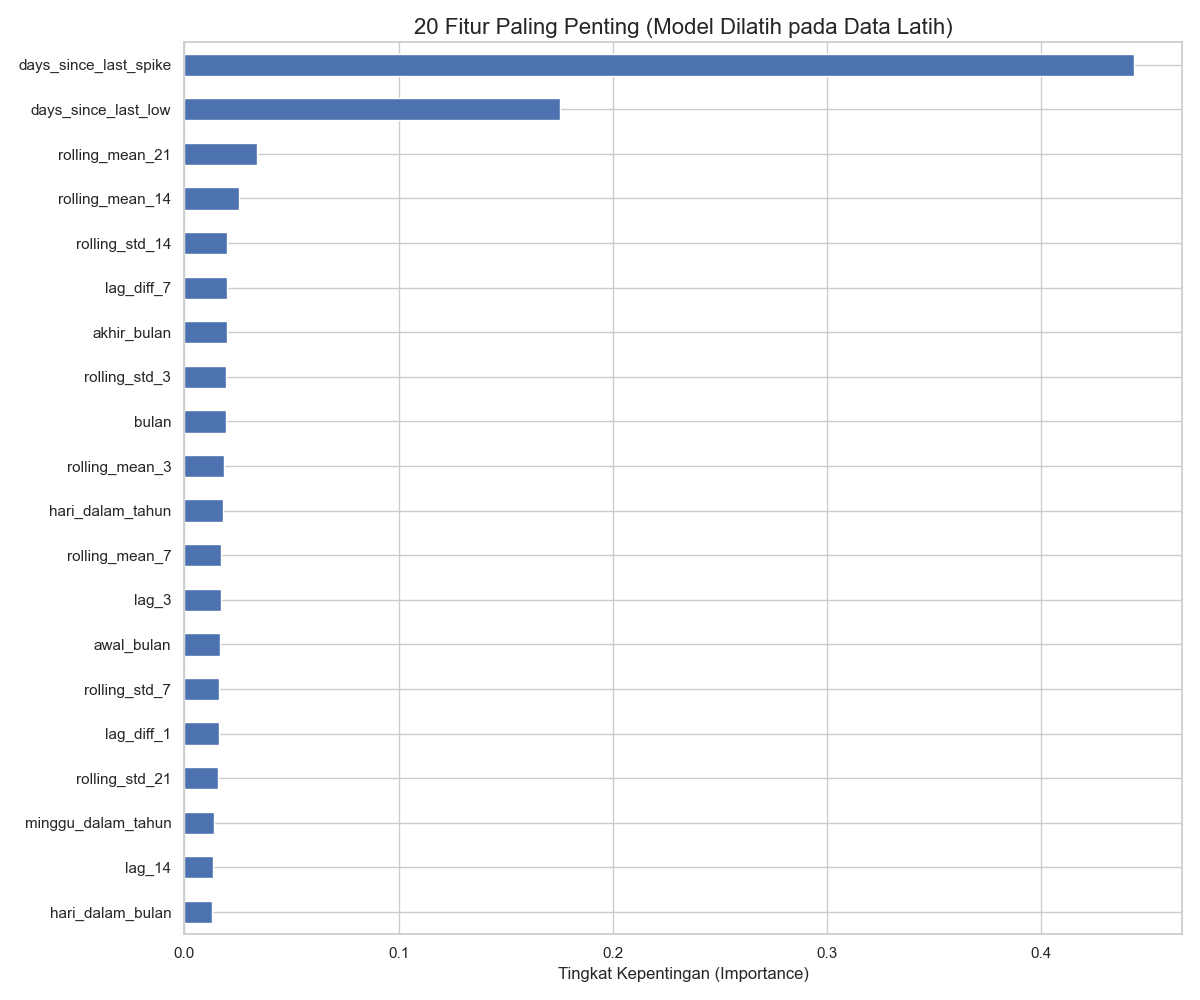 20 Fitur Paling Penting (Model Dilatih pada Data Latih)
days_since_last_spike
days_since_last_low
rolling_mean_21
rolling_mean_14
rolling_std_14
lag_diff_7
akhir_bulan
rolling_std_3
bulan
rolling_mean_3
hari_dalam_tahun
rolling_mean_7
lag_3
awal_bulan
rolling_std_7
lag_diff_1
rolling_std_21
minggu_dalam_tahun
lag_14
hari_dalam_bulan
0.0 0.1 0.2 0.3 0.4
Tingkat Kepentingan (Importance)